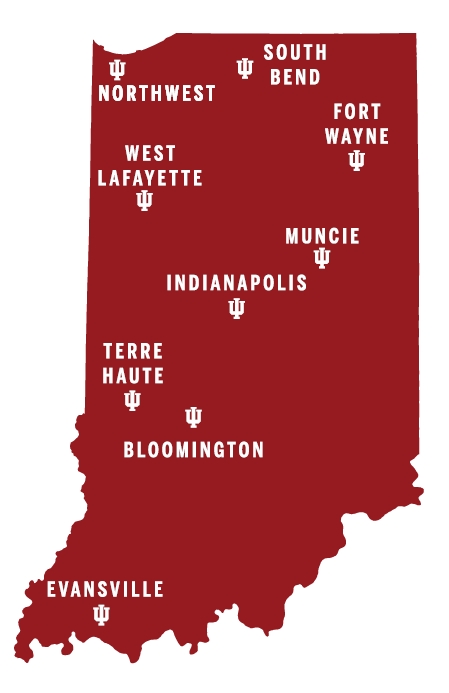 SOUTH
BEND
NORTHWEST
FORT
WAYNE
WEST
LAFAYETTE
MUNCIE
INDIANAPOLIS
TERRE
HAUTE
BLOOMINGTON
EVANSVILLE